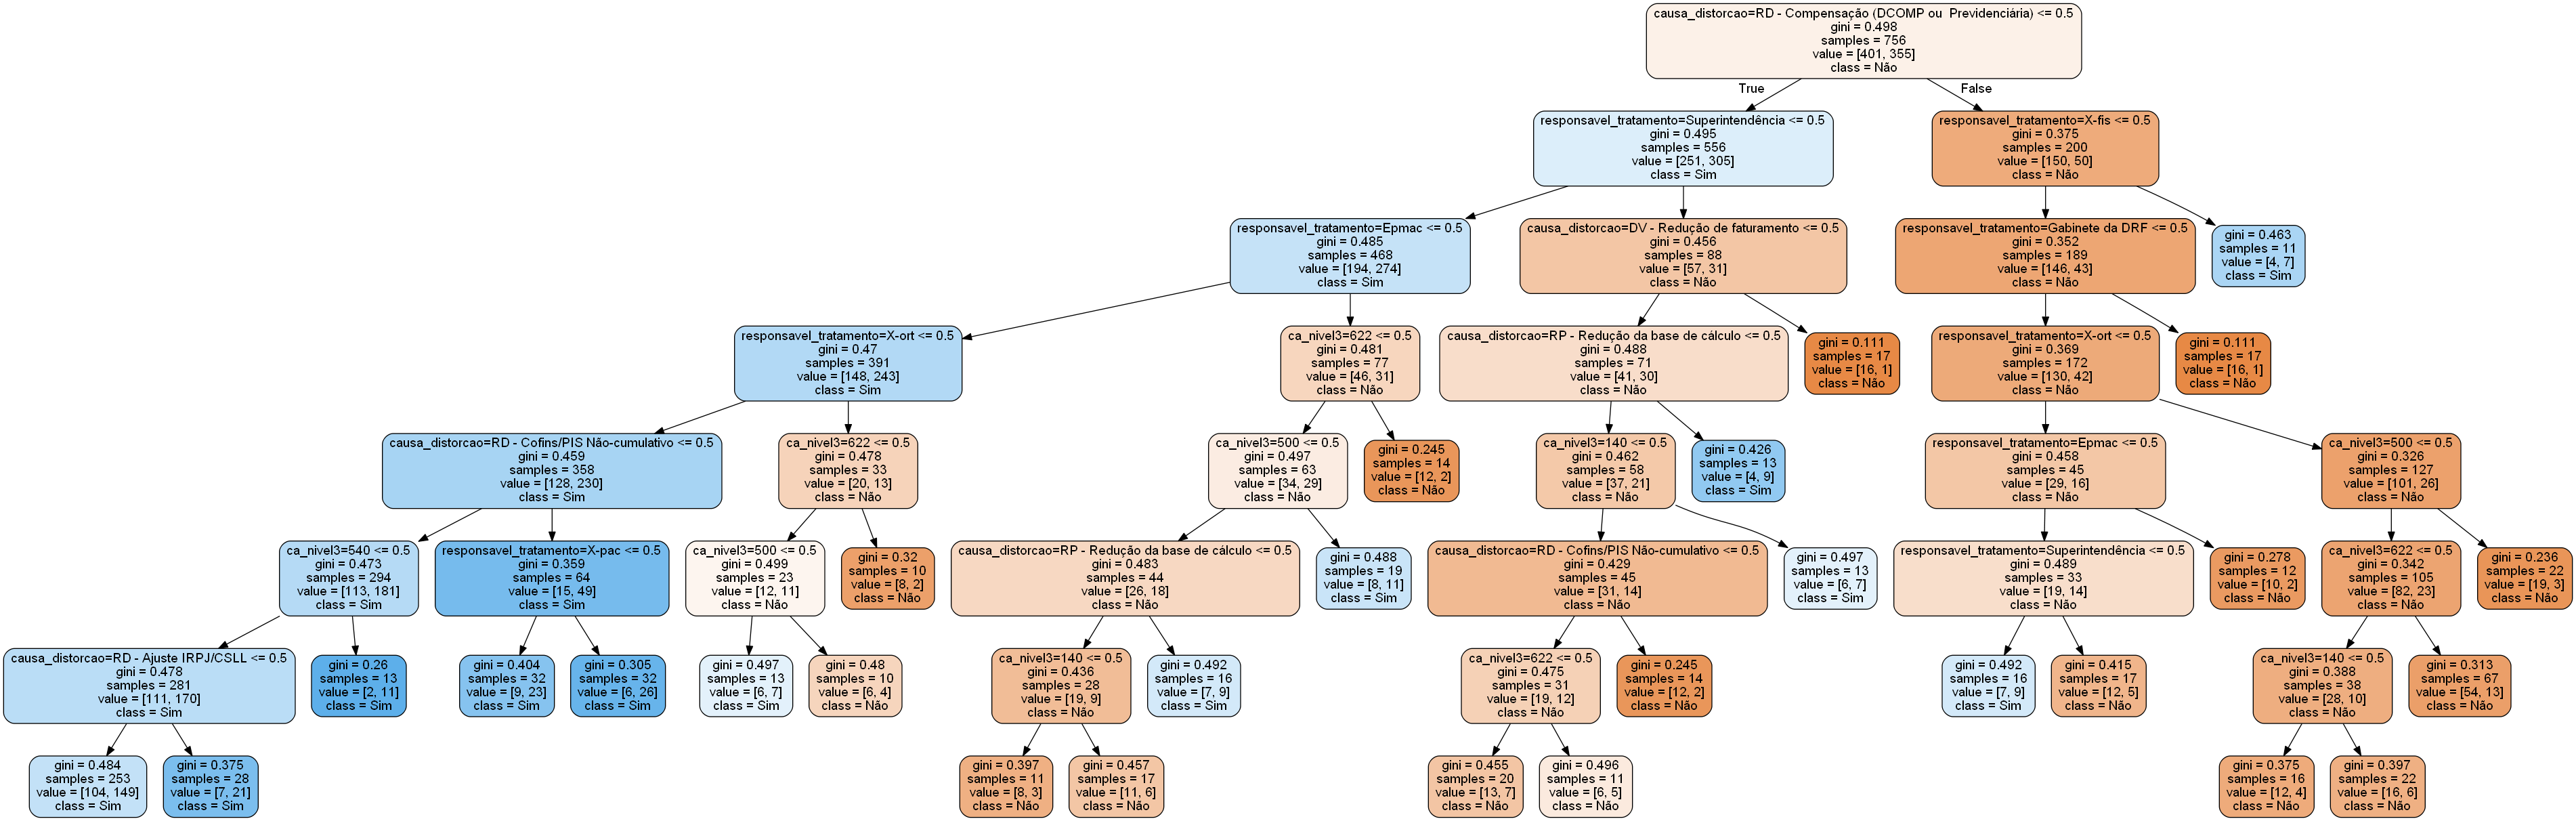 causa_distorcao=RD - Compensação (DCOMP ou  Previdenciária) <= 0.5
gini = 0.498
samples = 756
value = [401, 355]
class = Não
True
False
responsavel_tratamento=Superintendência <= 0.5
gini = 0.495
samples = 556
value = [251, 305]
class = Sim
responsavel_tratamento=X-fis <= 0.5
gini = 0.375
samples = 200
value = [150, 50]
class = Não
responsavel_tratamento=Epmac <= 0.5
gini = 0.485
samples = 468
value = [194, 274]
class = Sim
causa_distorcao=DV - Redução de faturamento <= 0.5
gini = 0.456
samples = 88
value = [57, 31]
class = Não
responsavel_tratamento=Gabinete da DRF <= 0.5
gini = 0.352
samples = 189
value = [146, 43]
class = Não
gini = 0.463
samples = 11
value = [4, 7]
class = Sim
responsavel_tratamento=X-ort <= 0.5
gini = 0.47
samples = 391
value = [148, 243]
class = Sim
ca_nivel3=622 <= 0.5
gini = 0.481
samples = 77
value = [46, 31]
class = Não
causa_distorcao=RP - Redução da base de cálculo <= 0.5
gini = 0.488
samples = 71
value = [41, 30]
class = Não
gini = 0.111
samples = 17
value = [16, 1]
class = Não
responsavel_tratamento=X-ort <= 0.5
gini = 0.369
samples = 172
value = [130, 42]
class = Não
gini = 0.111
samples = 17
value = [16, 1]
class = Não
causa_distorcao=RD - Cofins/PIS Não-cumulativo <= 0.5
gini = 0.459
samples = 358
value = [128, 230]
class = Sim
ca_nivel3=622 <= 0.5
gini = 0.478
samples = 33
value = [20, 13]
class = Não
ca_nivel3=500 <= 0.5
gini = 0.497
samples = 63
value = [34, 29]
class = Não
gini = 0.245
samples = 14
value = [12, 2]
class = Não
ca_nivel3=140 <= 0.5
gini = 0.462
samples = 58
value = [37, 21]
class = Não
gini = 0.426
samples = 13
value = [4, 9]
class = Sim
responsavel_tratamento=Epmac <= 0.5
gini = 0.458
samples = 45
value = [29, 16]
class = Não
ca_nivel3=500 <= 0.5
gini = 0.326
samples = 127
value = [101, 26]
class = Não
ca_nivel3=540 <= 0.5
gini = 0.473
samples = 294
value = [113, 181]
class = Sim
responsavel_tratamento=X-pac <= 0.5
gini = 0.359
samples = 64
value = [15, 49]
class = Sim
ca_nivel3=500 <= 0.5
gini = 0.499
samples = 23
value = [12, 11]
class = Não
gini = 0.32
samples = 10
value = [8, 2]
class = Não
causa_distorcao=RP - Redução da base de cálculo <= 0.5
gini = 0.483
samples = 44
value = [26, 18]
class = Não
gini = 0.488
samples = 19
value = [8, 11]
class = Sim
causa_distorcao=RD - Cofins/PIS Não-cumulativo <= 0.5
gini = 0.429
samples = 45
value = [31, 14]
class = Não
gini = 0.497
samples = 13
value = [6, 7]
class = Sim
responsavel_tratamento=Superintendência <= 0.5
gini = 0.489
samples = 33
value = [19, 14]
class = Não
gini = 0.278
samples = 12
value = [10, 2]
class = Não
ca_nivel3=622 <= 0.5
gini = 0.342
samples = 105
value = [82, 23]
class = Não
gini = 0.236
samples = 22
value = [19, 3]
class = Não
causa_distorcao=RD - Ajuste IRPJ/CSLL <= 0.5
gini = 0.478
samples = 281
value = [111, 170]
class = Sim
gini = 0.26
samples = 13
value = [2, 11]
class = Sim
gini = 0.404
samples = 32
value = [9, 23]
class = Sim
gini = 0.305
samples = 32
value = [6, 26]
class = Sim
gini = 0.497
samples = 13
value = [6, 7]
class = Sim
gini = 0.48
samples = 10
value = [6, 4]
class = Não
ca_nivel3=140 <= 0.5
gini = 0.436
samples = 28
value = [19, 9]
class = Não
gini = 0.492
samples = 16
value = [7, 9]
class = Sim
ca_nivel3=622 <= 0.5
gini = 0.475
samples = 31
value = [19, 12]
class = Não
gini = 0.245
samples = 14
value = [12, 2]
class = Não
gini = 0.492
samples = 16
value = [7, 9]
class = Sim
gini = 0.415
samples = 17
value = [12, 5]
class = Não
ca_nivel3=140 <= 0.5
gini = 0.388
samples = 38
value = [28, 10]
class = Não
gini = 0.313
samples = 67
value = [54, 13]
class = Não
gini = 0.484
samples = 253
value = [104, 149]
class = Sim
gini = 0.375
samples = 28
value = [7, 21]
class = Sim
gini = 0.397
samples = 11
value = [8, 3]
class = Não
gini = 0.457
samples = 17
value = [11, 6]
class = Não
gini = 0.455
samples = 20
value = [13, 7]
class = Não
gini = 0.496
samples = 11
value = [6, 5]
class = Não
gini = 0.375
samples = 16
value = [12, 4]
class = Não
gini = 0.397
samples = 22
value = [16, 6]
class = Não